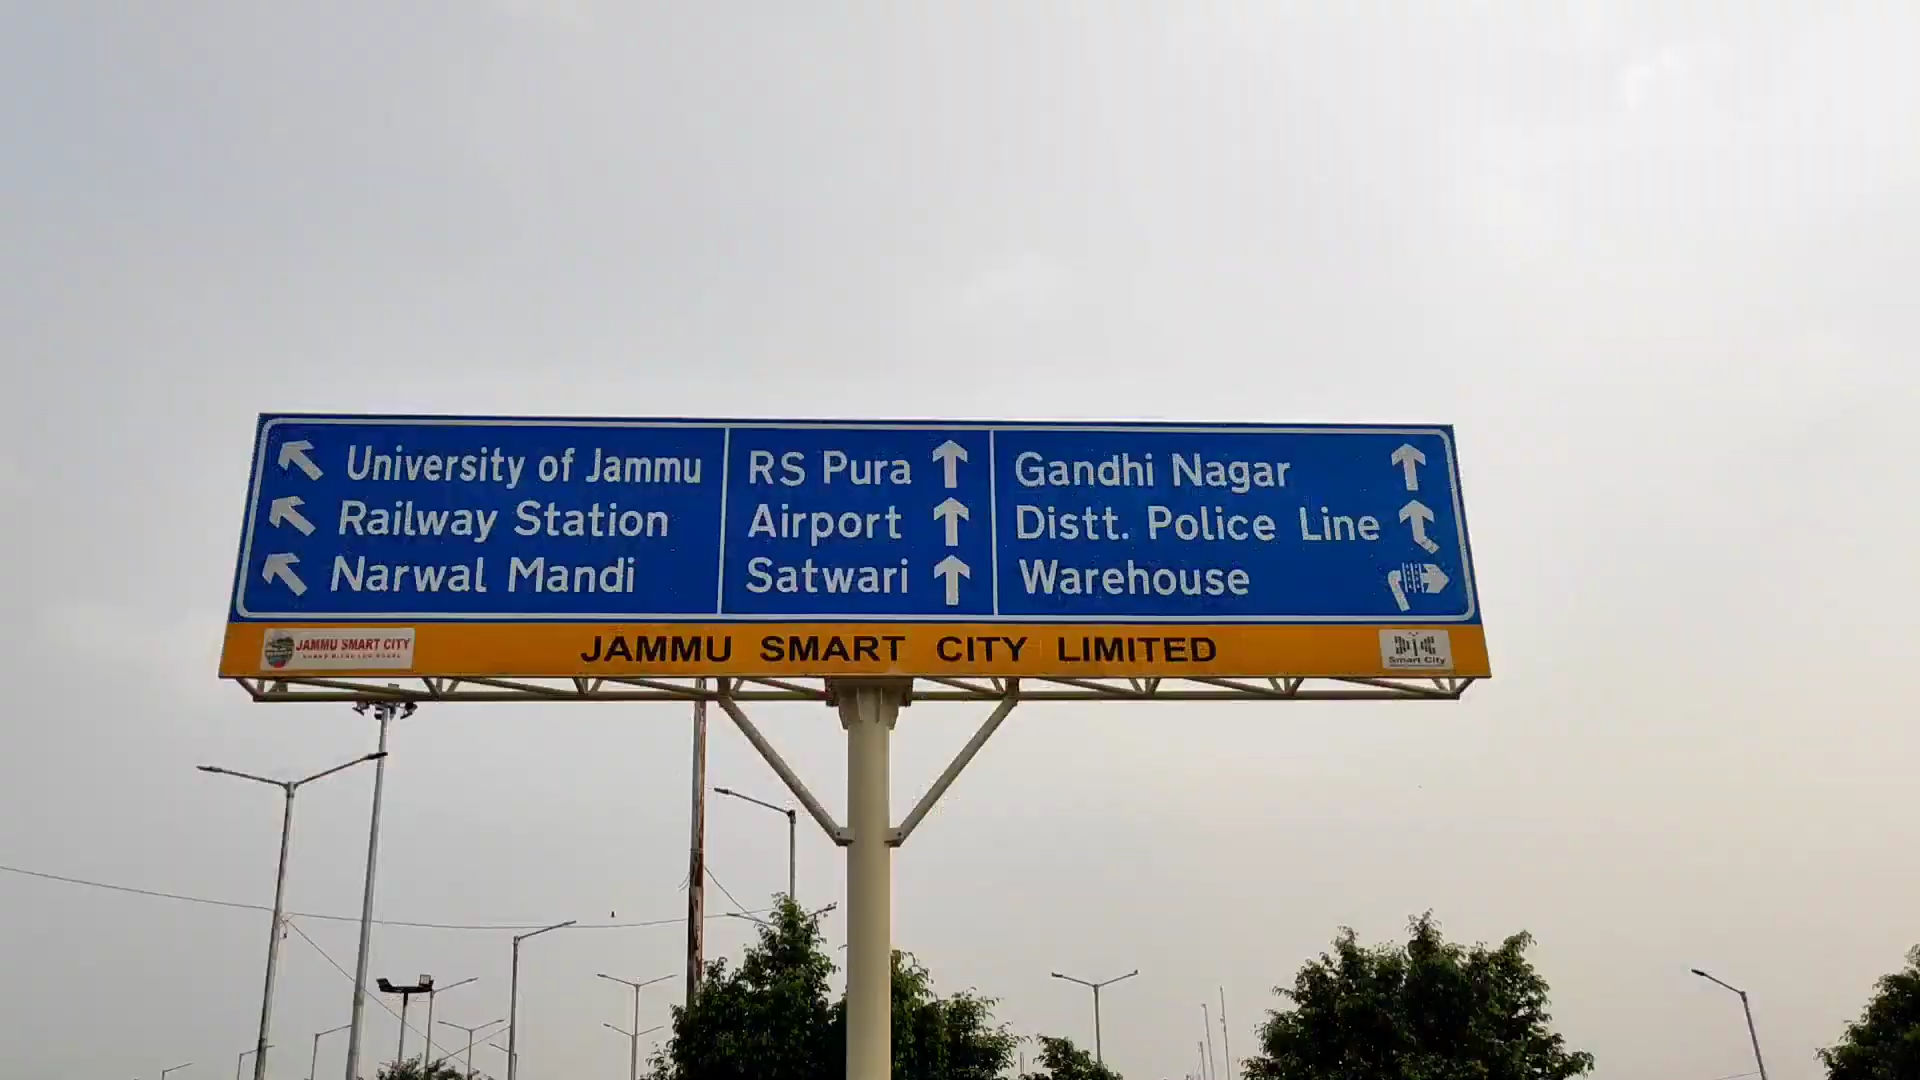 University of Jammu
Railway Station
Narwal Mandi
RS Pura
Airport
Satwari
Gandhi Nagar
Distt. Police Line
Warehouse
JAMMU SMART CITY
JAMMU SMART CITY LIMITED
Smart City